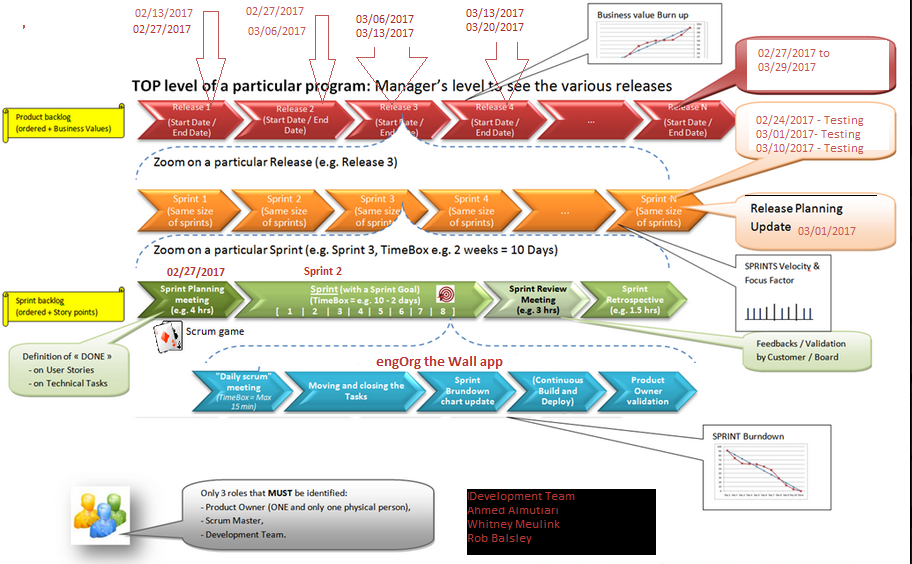 02/13/2017
02/27/2017
02/27/2017
03/06/2017
03/06/2017
03/13/2017
03/13/2017
03/20/2017
Business value Burn up
02/27/2017 to
03/29/2017
TOP level of a particular program: Manager's level to see the various releases
Product backlog
(ordered + Business Values)
Release 1
(Start Date /
End Date)
Release 2
(Start Date / End
Date)
Release 3
(Start Date /
End Date)
Release 4
(Start Date /
End Date)
...
Release N
(Start Date /
End Date)
02/24/2017 - Testing
03/01/2017- Testing
03/10/2017 - Testing
Zoom on a particular Release (e.g. Release 3)
Sprint 1
(Same size
of sprints)
Sprint 2
(Same size
of sprints)
Sprint 3
(Same size
of sprints)
Sprint 4
(Same size
of sprints)
...
Sprint N
(Same size
of sprints)
Release Planning
Update 03/01/2017
Zoom on a particular Sprint (e.g. Sprint 3, TimeBox e.g. 2 weeks = 10 Days)
02/27/2017
Sprint 2
SPRINTS Velocity &
Focus Factor
Sprint backlog
(ordered + Story points)
Sprint Planning
meeting
(e.g. 4 hrs)
Sprint (with a Sprint Goal)
(TimeBox = e.g. 10 - 2 days)
[ 1 | 2 | 3 | 4 | 5 | 6 | 7 | 8 ]
Sprint Review
Meeting
(e.g. 3 hrs)
Sprint
Retrospective
(e.g. 1.5 hrs)
Scrum game
Feedbacks / Validation
by Customer / Board
Definition of « DONE »
- on User Stories
- on Technical Tasks
engOrg the Wall app
"Daily scrum"
meeting
(TimeBox = Max
15 min)
Moving and closing the
Tasks
Sprint
Brundown
chart update
(Continuous
Build and
Deploy)
Product
Owner
validation
SPRINT Burndown
Only 3 roles that MUST be identified:
- Product Owner (ONE and only one physical person),
- Scrum Master,
- Development Team.
Development Team
Ahmed Almutiari
Whitney Meulink
Rob Balsley